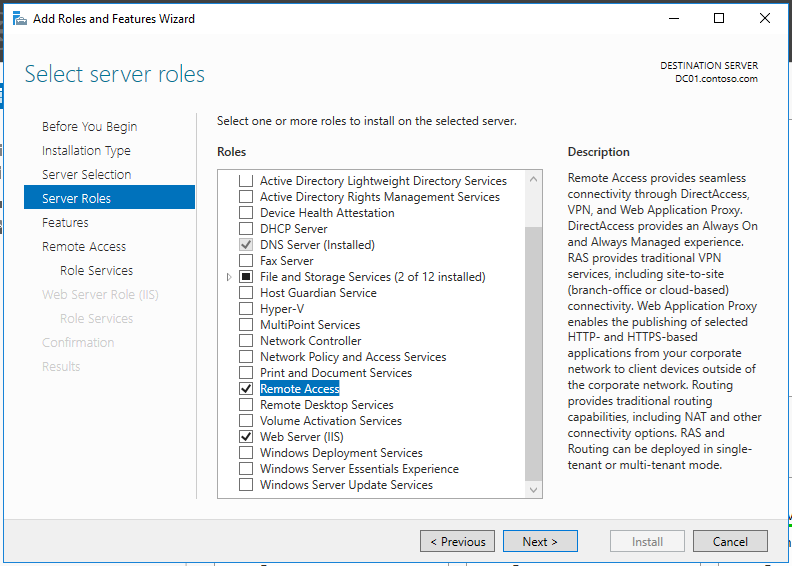 Add Roles and Features Wizard
Select server roles
DESTINATION SERVER
DC01.contoso.com
Before You Begin
Installation Type
Server Selection
Server Roles
Features
Remote Access
Role Services
Web Server Role (IIS)
Role Services
Confirmation
Results
Select one or more roles to install on the selected server.
Roles
Active Directory Lightweight Directory Services
Active Directory Rights Management Services
Device Health Attestation
DHCP Server
DNS Server (Installed)
Fax Server
File and Storage Services (2 of 12 installed)
Host Guardian Service
Hyper-V
MultiPoint Services
Network Controller
Network Policy and Access Services
Print and Document Services
Remote Access
Remote Desktop Services
Volume Activation Services
Web Server (IIS)
Windows Deployment Services
Windows Server Essentials Experience
Windows Server Update Services
Description
Remote Access provides seamless
connectivity through DirectAccess,
VPN, and Web Application Proxy.
DirectAccess provides an Always On
and Always Managed experience.
RAS provides traditional VPN
services, including site-to-site
(branch-office or cloud-based)
connectivity. Web Application Proxy
enables the publishing of selected
HTTP- and HTTPS-based
applications from your corporate
network to client devices outside of
the corporate network. Routing
provides traditional routing
capabilities, including NAT and other
connectivity options. RAS and
Routing can be deployed in single-
tenant or multi-tenant mode.
< Previous
Next >
Install
Cancel